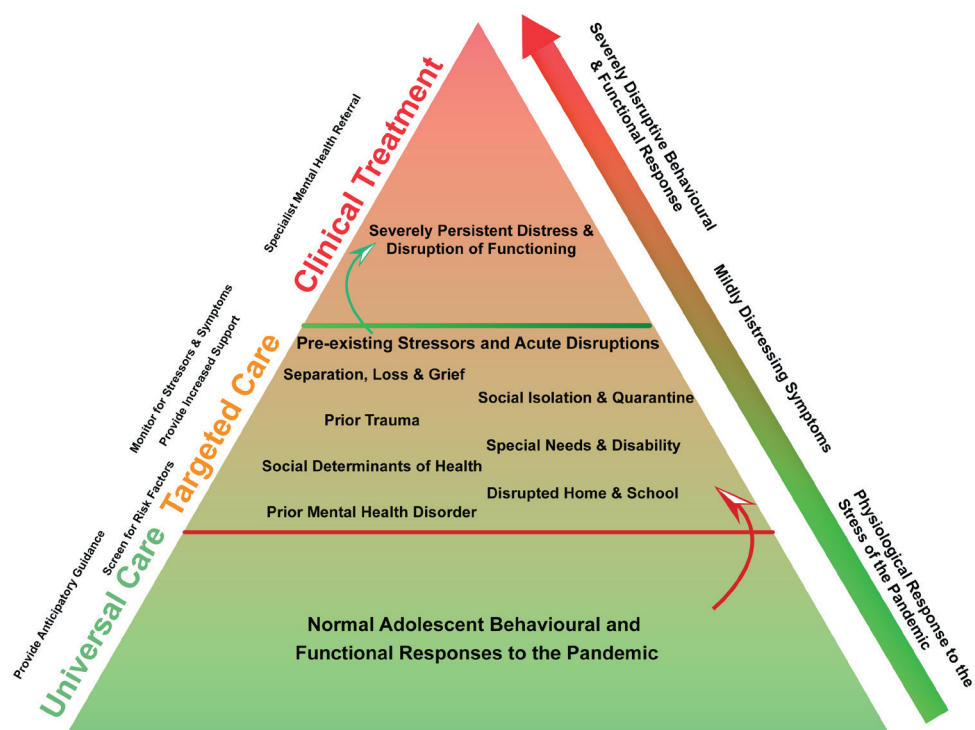 Specialist Mental Health Referral
Clinical Treatment
Severely Persistent Distress &
Disruption of Functioning
Severely Disruptive Behavioural
& Functional Response
Monitor for Stressors & Symptoms
Provide Increased Support
Targeted Care
Pre-existing Stressors and Acute Disruptions
Separation, Loss & Grief
Social Isolation & Quarantine
Prior Trauma
Special Needs & Disability
Social Determinants of Health
Disrupted Home & School
Prior Mental Health Disorder
Mildly Distressing Symptoms
Provide Anticipatory Guidance
Screen for Risk Factors
Universal Care
Normal Adolescent Behavioural and
Functional Responses to the Pandemic
Physiological Response to the
Stress of the Pandemic